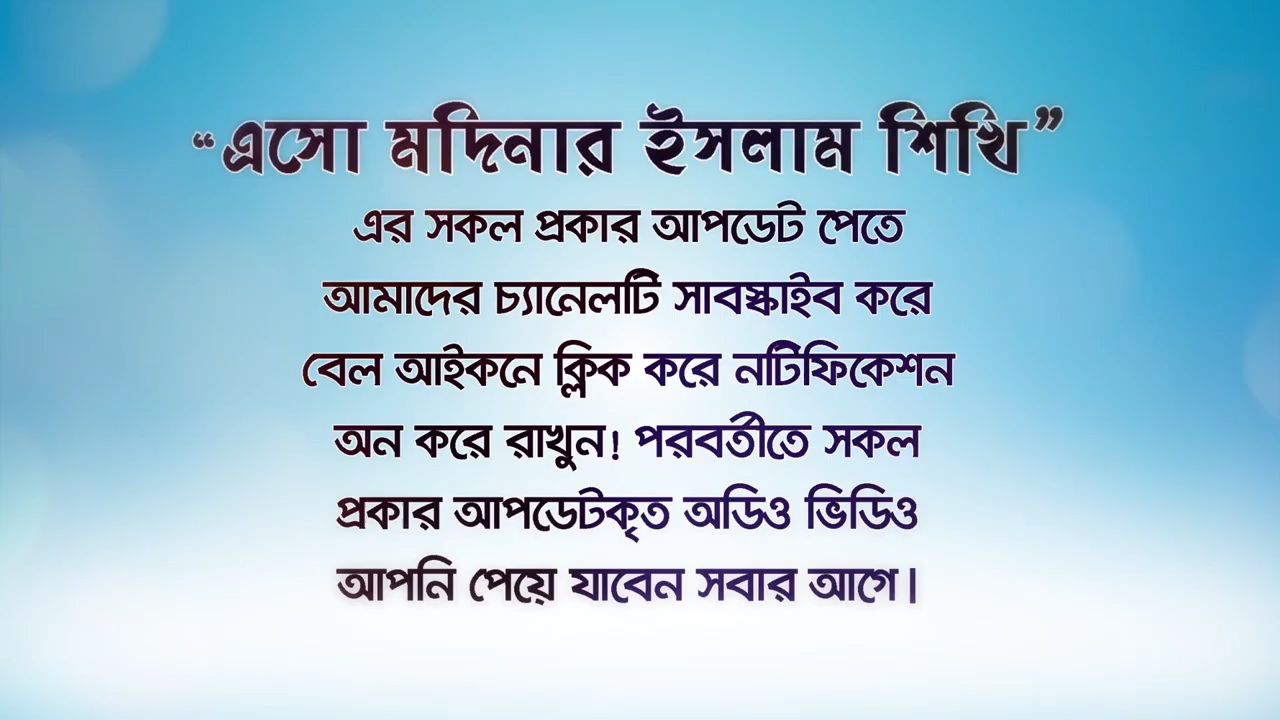 “এসো মদিনার ইসলাম শিখি”
এর সকল প্রকার আপডেট পেতে
আমাদের চ্যানেলটি সাবস্ক্রাইব করে
বেল আইকনে ক্লিক করে নটিফিকেশন
অন করে রাখুন! পরবর্তীতে সকল
প্রকার আপডেটকৃত অডিও ভিডিও
আপনি পেয়ে যাবেন সবার আগে।